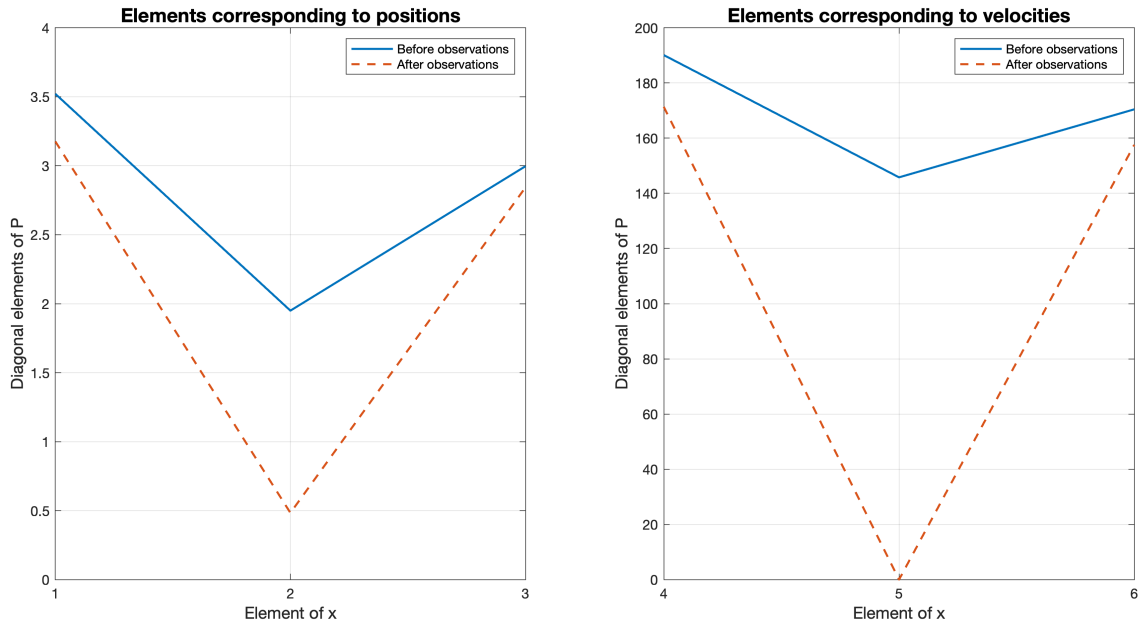 Elements corresponding to positions
4
3.5
3
2.5
2
1.5
1
0.5
0
Diagonal elements of P
Before observations
After observations
1 2 3
Element of x
Elements corresponding to velocities
200
180
160
140
120
100
80
60
40
20
0
Diagonal elements of P
Before observations
After observations
4 5 6
Element of x